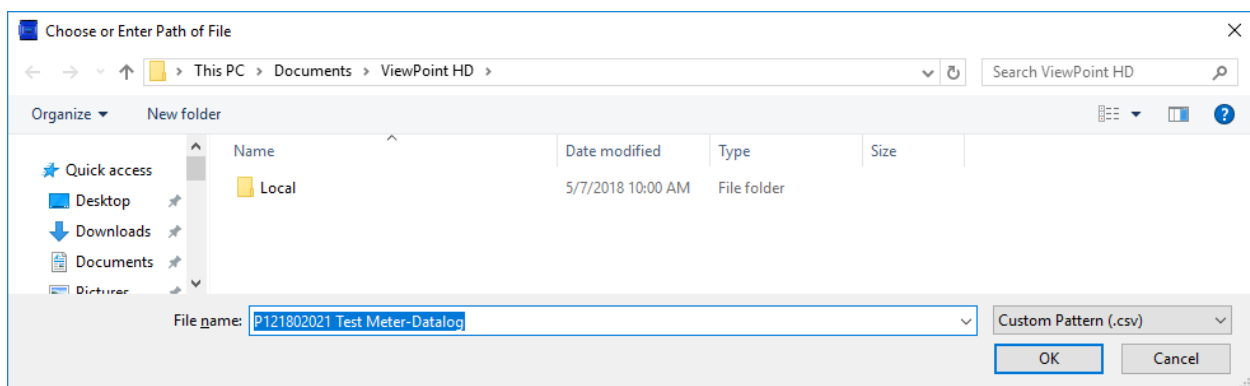 Choose or Enter Path of File
This PC > Documents > ViewPoint HD >
Search ViewPoint HD
Organize
New folder
Name Date modified Type Size
Quick access
Local 5/7/2018 10:00 AM File folder
Desktop
Downloads
Documents
Pictures
File name: P121802021 Test Meter-Datalog
Custom Pattern (.csv)
OK Cancel